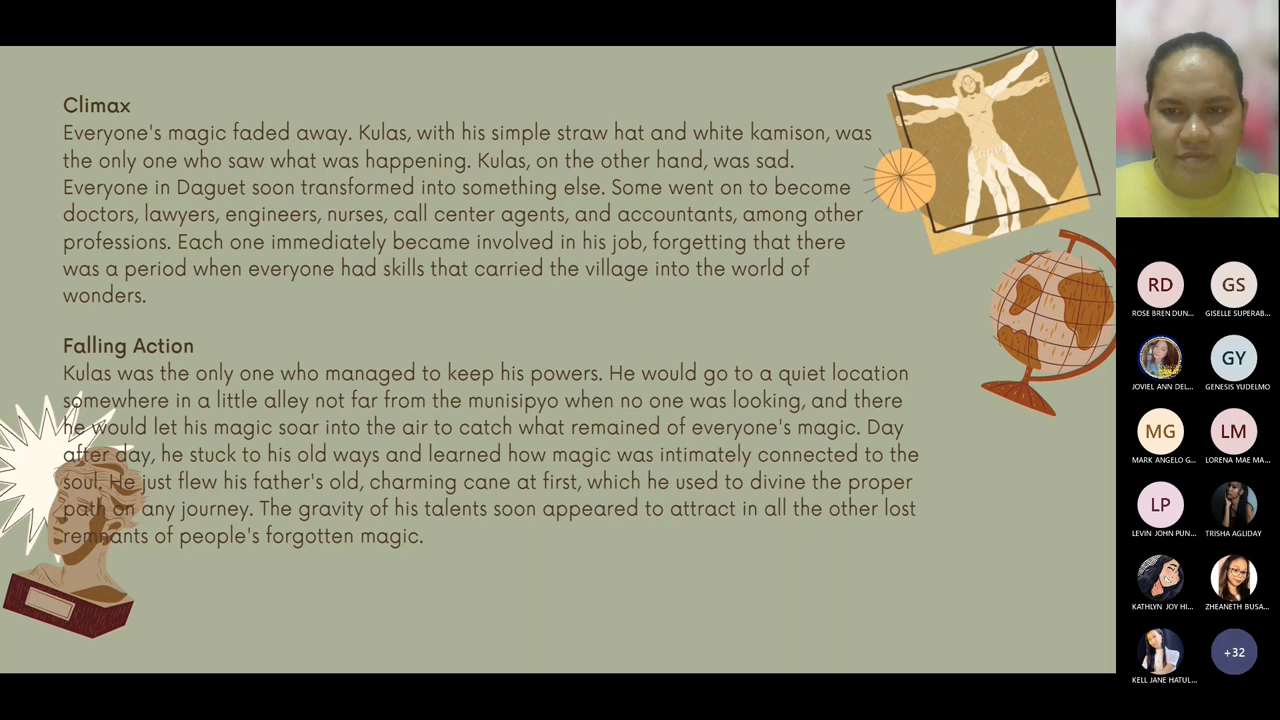 Climax
Everyone's magic faded away. Kulas, with his simple straw hat and white kamison, was
the only one who saw what was happening. Kulas, on the other hand, was sad.
Everyone in Daguet soon transformed into something else. Some went on to become
doctors, lawyers, engineers, nurses, call center agents, and accountants, among other
professions. Each one immediately became involved in his job, forgetting that there
was a period when everyone had skills that carried the village into the world of
wonders.
Falling Action
Kulas was the only one who managed to keep his powers. He would go to a quiet location
somewhere in a little alley not far from the munisipyo when no one was looking, and there
he would let his magic soar into the air to catch what remained of everyone's magic. Day
after day, he stuck to his old ways and learned how magic was intimately connected to the
soul. He just flew his father's old, charming cane at first, which he used to divine the proper
path on any journey. The gravity of his talents soon appeared to attract in all the other lost
remnants of people's forgotten magic.
RD GS
ROSE BREN DUN... GISELLE SUPERAB...
GY
JOVIEL ANN DEL... GENESIS YUDELMO
MG LM
MARK ANGELO G... LORENA MAE MA...
LP
LEVIN JOHN PUN... TRISHA AGLIDAY
KATHLYN JOY HI... ZHEANETH BUSA...
+32
KELL JANE HATUL...